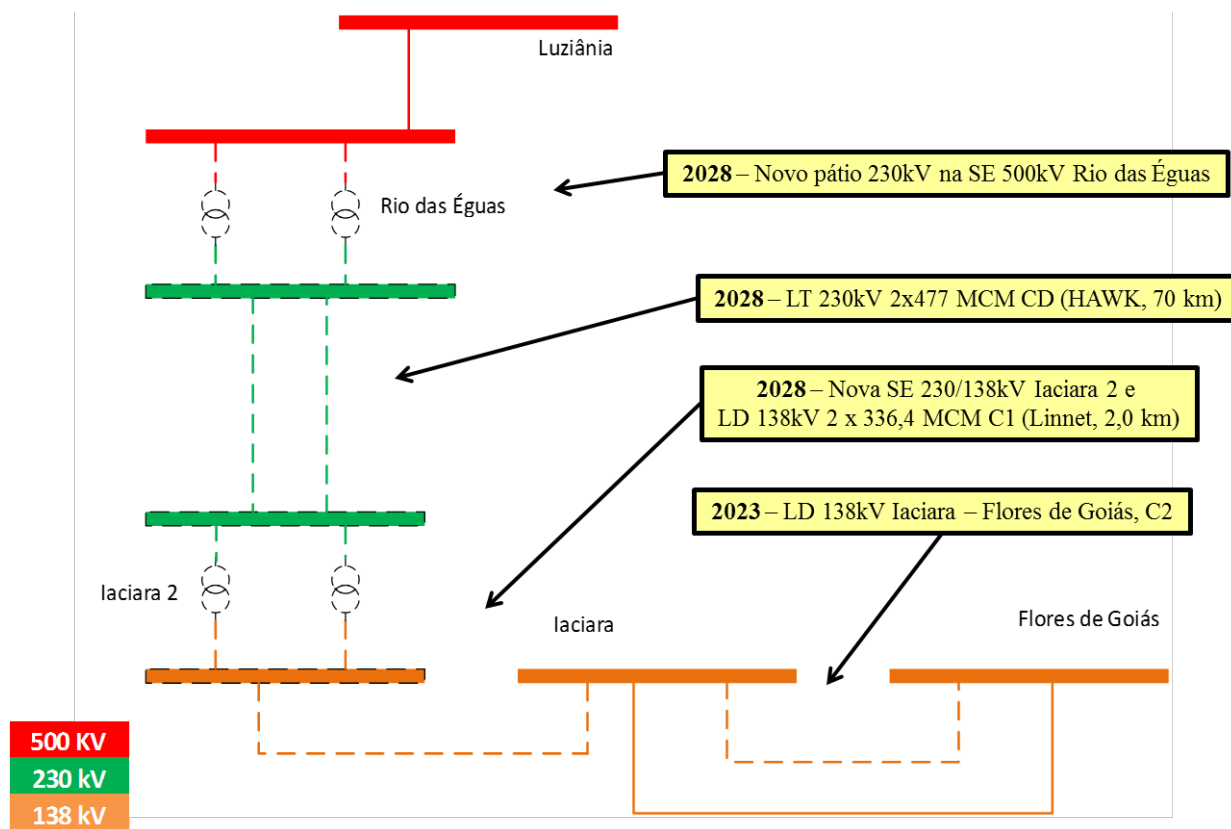 Luziânia
2028 – Novo pátio 230kV na SE 500kV Rio das Éguas
Rio das Éguas
2028 – LT 230kV 2x477 MCM CD (HAWK, 70 km)
2028 – Nova SE 230/138kV Iaciara 2 e
LD 138kV 2 x 336,4 MCM C1 (Linnet, 2,0 km)
2023 – LD 138kV Iaciara – Flores de Goiás, C2
Iaciara 2
Iaciara
Flores de Goiás
500 KV
230 kV
138 kV